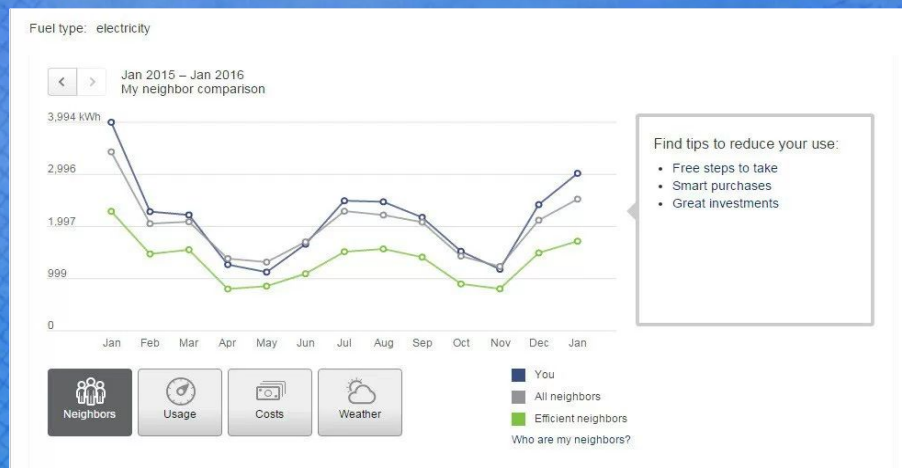 Fuel type: electricity
< >
Jan 2015 – Jan 2016
My neighbor comparison
3,994 kWh
2,996
1,997
999
0
Jan Feb Mar Apr May Jun Jul Aug Sep Oct Nov Dec Jan
Find tips to reduce your use:
• Free steps to take
• Smart purchases
• Great investments
Neighbors
Usage
Costs
Weather
You
All neighbors
Efficient neighbors
Who are my neighbors?